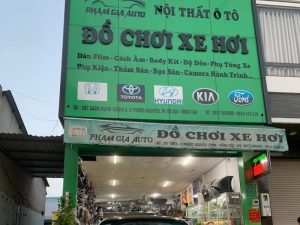 PHẠM GIA AUTO
NỘI THẤT Ô TÔ
ĐỒ CHƠI XE HƠI
Dán Film - Cách Âm - Body Kit - Độ Đèn - Phụ Tùng Xe
Phụ Kiện - Thảm Sàn - Bọc Sàn - Camera Hành Trình...
TOYOTA
HYUNDAI
KIA
Ford
PHẠM GIA AUTO
ĐỒ CHƠI XE HƠI